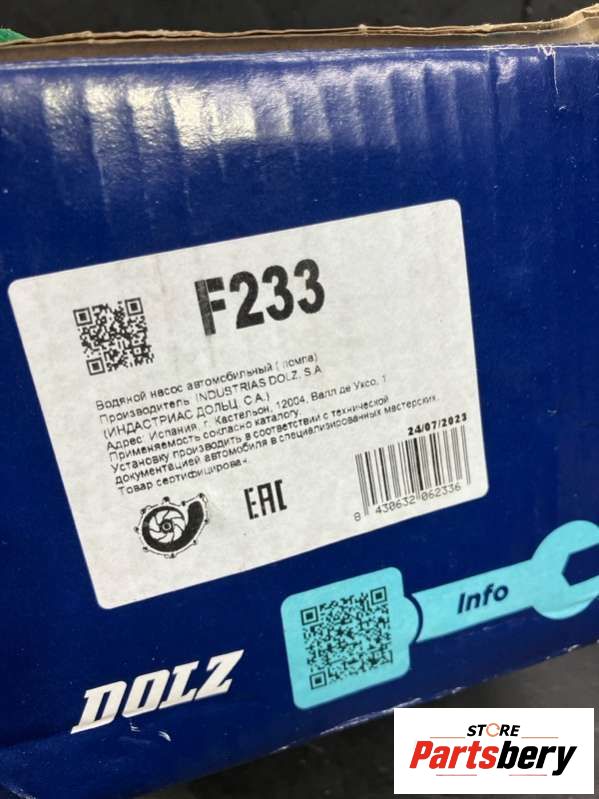 F233
Водяной насос автомобильный ( помпа)
Производитель INDUSTRIAS DOLZ, S.A
(ИНДАСТРИАС ДОЛЬЦ, С.А.)
Адрес: Испания, г. Кастельон, 12004, Валл де Уксо, 1
Применяемость согласно каталогу.
Установку производить в соответствии с технической
документацией автомобиля в специализированных мастерских.
Товар сертифицирован.
24/07/2023
8 430632 062336
EAC
Info
DOLZ
STORE
Partsbery